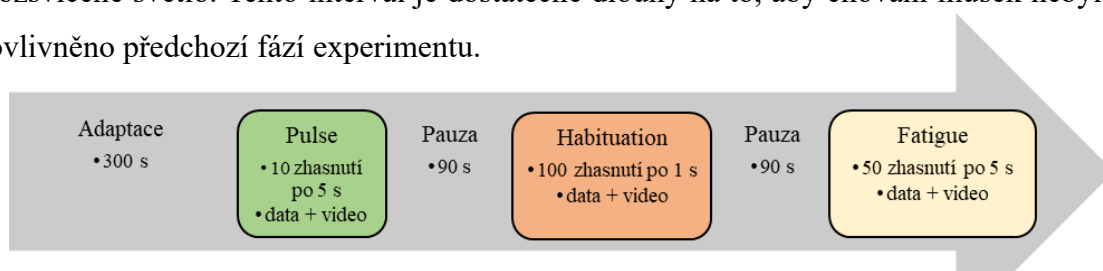 ovlivněno předchozí fází experimentu.
Adaptace
•300 s
Pulse
•10 zhasnutí
po 5 s
•data + video
Pauza
•90 s
Habituation
•100 zhasnutí po 1 s
•data + video
Pauza
•90 s
Fatigue
•50 zhasnutí po 5 s
•data + video